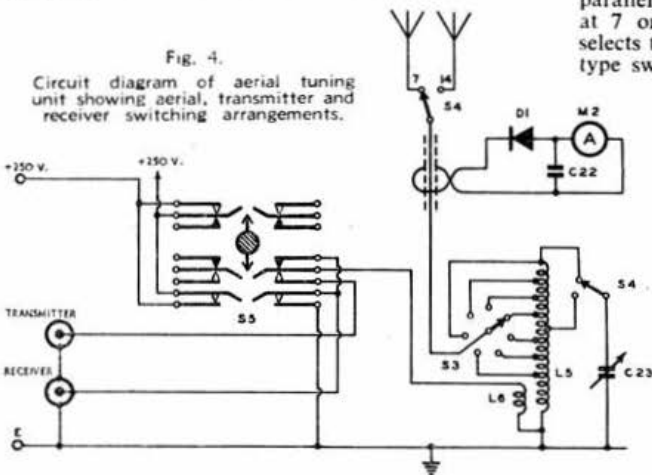 Fig. 4.
Circuit diagram of aerial tuning
unit showing aerial, transmitter and
receiver switching arrangements.
at 7 or
selects t
type sw
7
14
S4
D1
M2
A
C22
+250 V.
+250 V.
S5
TRANSMITTER
RECEIVER
E
S3
L5
L6
S4
C23